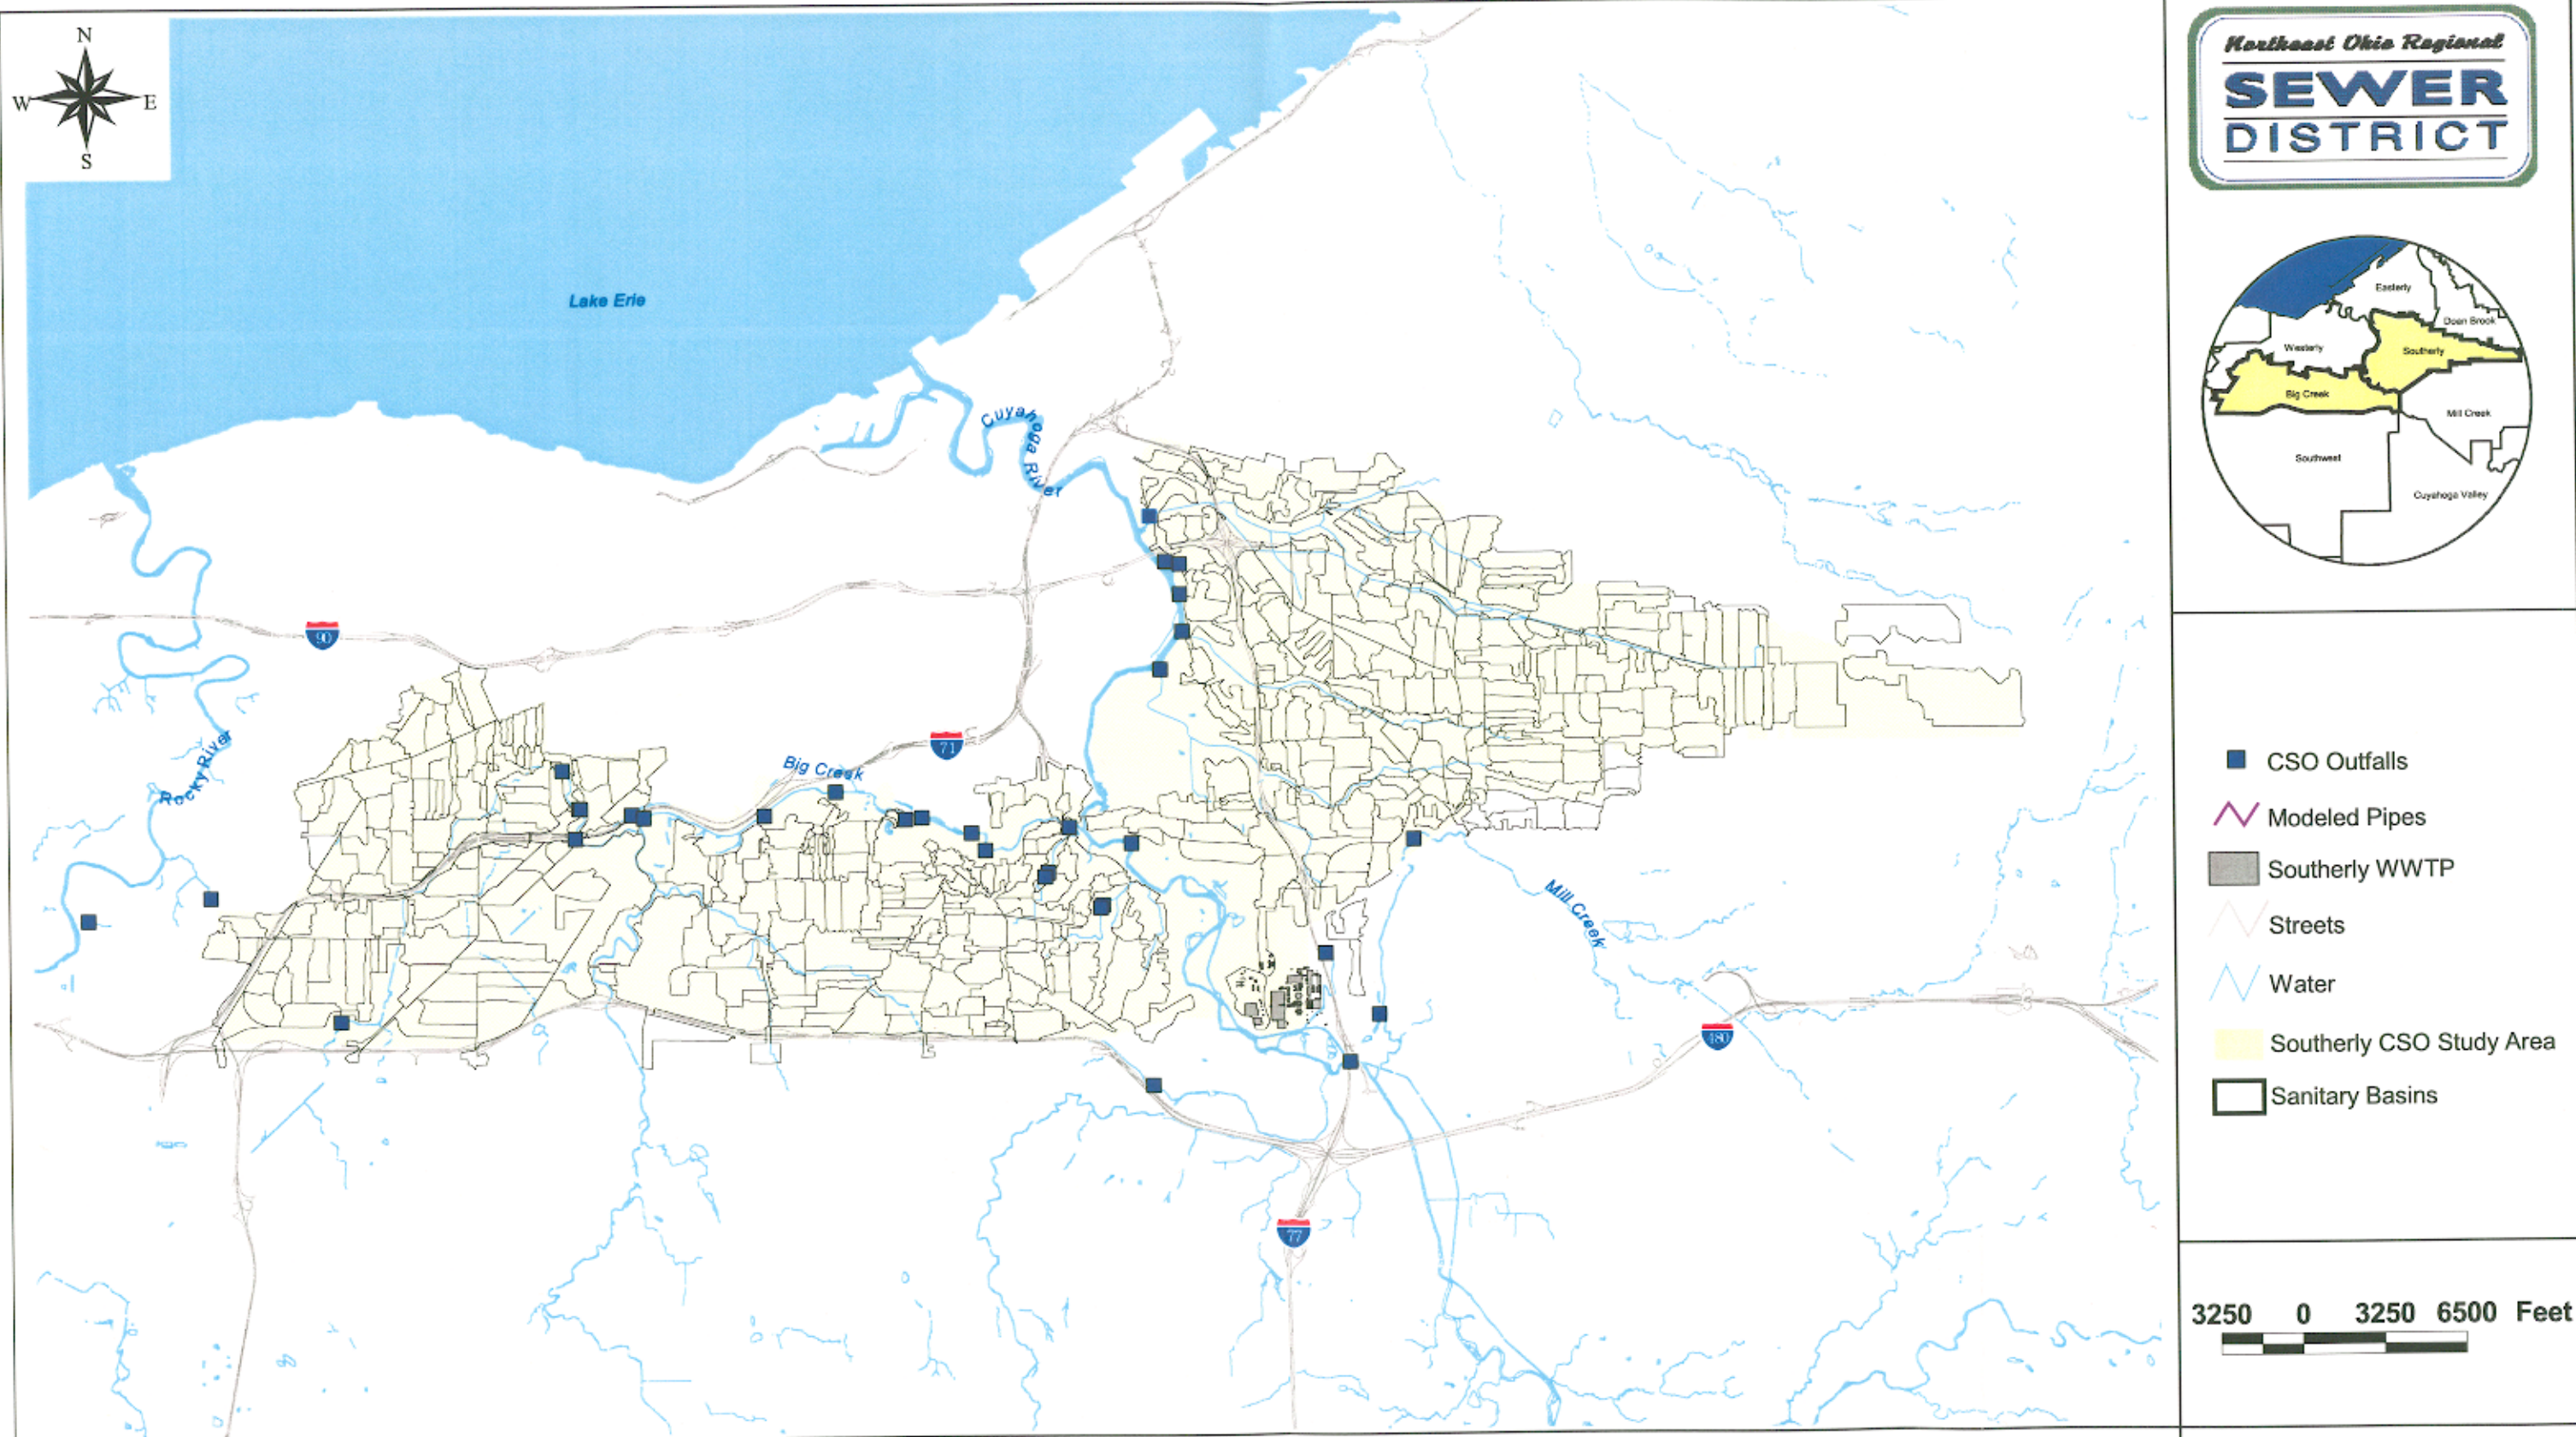 N
W
E
S
Lake Erie
Cuyahoga River
90
Rocky River
71
Big Creek
Mill Creek
480
77
Northeast Ohio Regional
SEWER
DISTRICT
Easterly
Doan Brook
Westerly
Southerly
Big Creek
Mill Creek
Southwest
Cuyahoga Valley
CSO Outfalls
Modeled Pipes
Southerly WWTP
Streets
Water
Southerly CSO Study Area
Sanitary Basins
3250 0 3250 6500 Feet